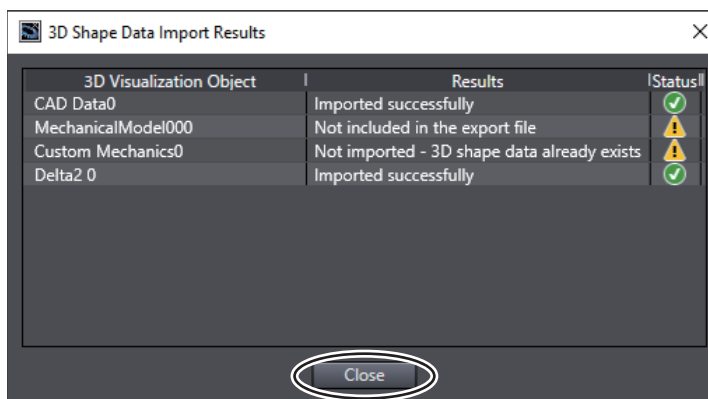 3D Shape Data Import Results
3D Visualization Object Results Status
CAD Data0 Imported successfully
MechanicalModel000 Not included in the export file
Custom Mechanics0 Not imported - 3D shape data already exists
Delta2 0 Imported successfully
Close